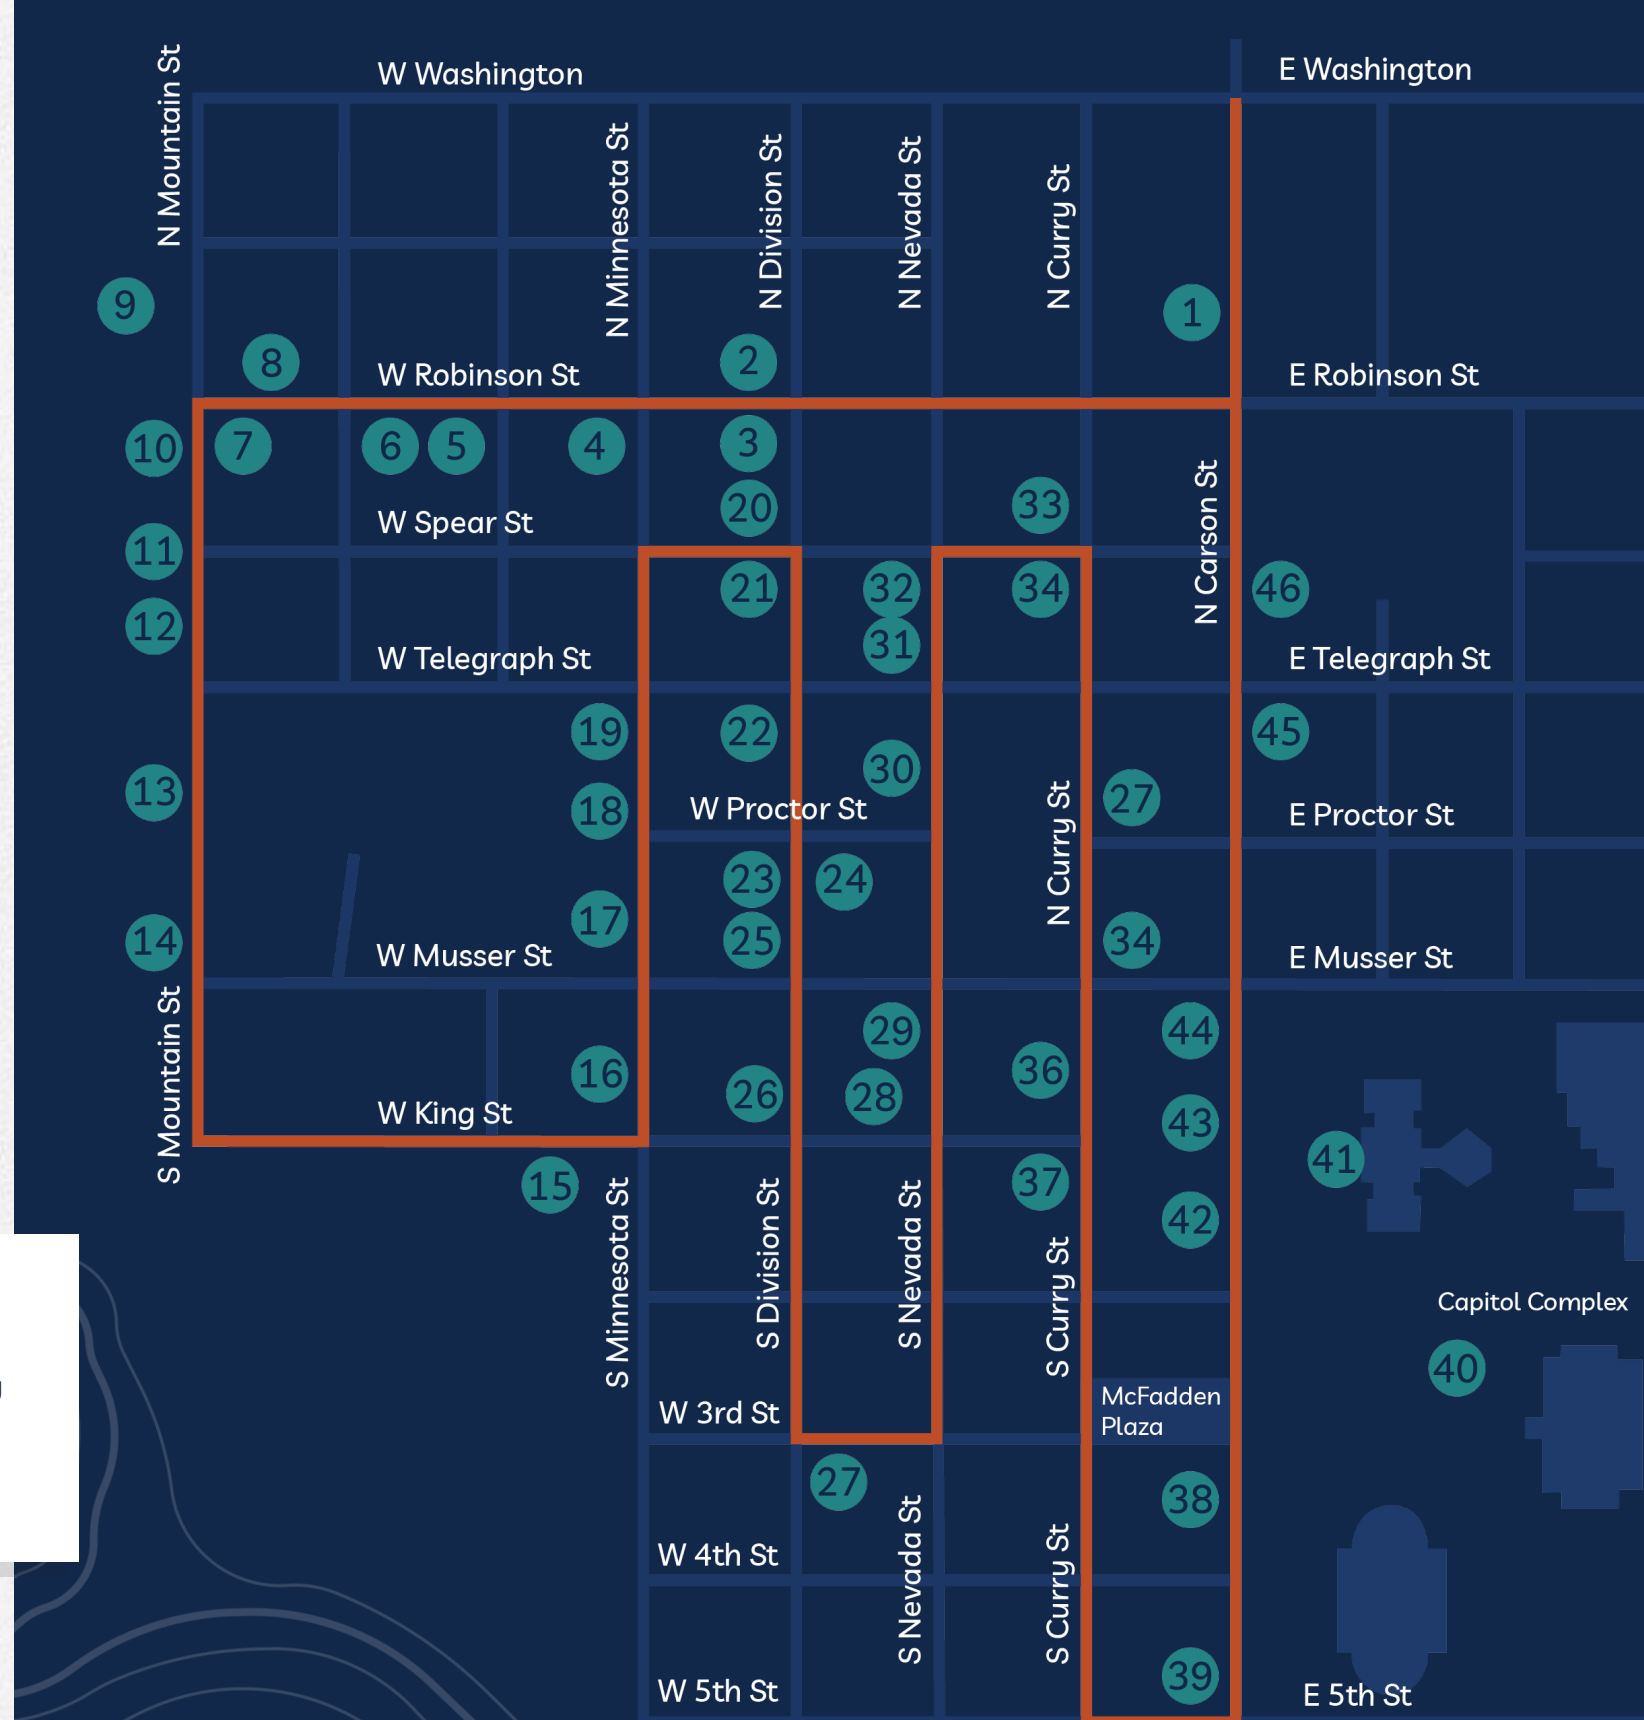 W Washington
E Washington
N Mountain St
N Minnesota St
N Division St
N Nevada St
N Curry St
9
1
8
2
W Robinson St
E Robinson St
10
7
6
5
4
3
20
33
W Spear St
N Carson St
11
21
32
34
46
12
31
W Telegraph St
E Telegraph St
19
22
45
30
13
18
W Proctor St
27
E Proctor St
N Curry St
23
24
17
14
25
34
W Musser St
E Musser St
S Mountain St
29
44
16
26
28
36
W King St
43
41
15
37
42
S Minnesota St
S Division St
S Nevada St
S Curry St
Capitol Complex
40
McFadden
Plaza
W 3rd St
27
38
W 4th St
S Nevada St
S Curry St
39
W 5th St
E 5th St